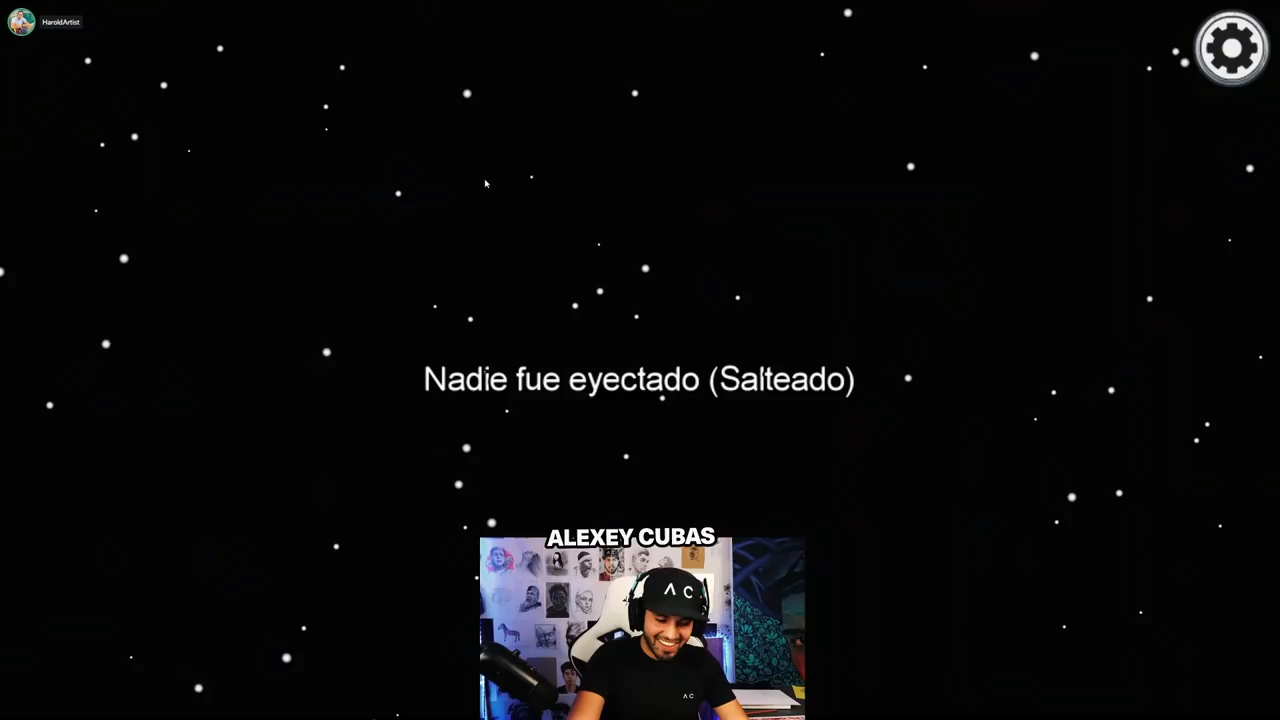 HaroldArtist
Nadie fue eyectado (Salteado)
ALEXEY CUBAS
Λ C
Λ C